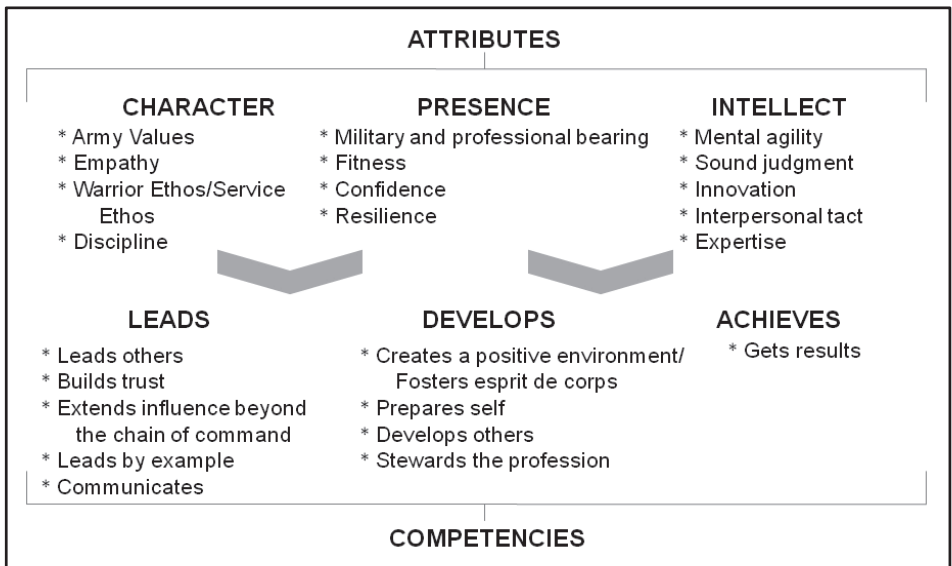 ATTRIBUTES
CHARACTER
* Army Values
* Empathy
* Warrior Ethos/Service
Ethos
* Discipline
PRESENCE
* Military and professional bearing
* Fitness
* Confidence
* Resilience
INTELLECT
* Mental agility
* Sound judgment
* Innovation
* Interpersonal tact
* Expertise
LEADS
* Leads others
* Builds trust
* Extends influence beyond
the chain of command
* Leads by example
* Communicates
DEVELOPS
* Creates a positive environment/
Fosters esprit de corps
* Prepares self
* Develops others
* Stewards the profession
ACHIEVES
* Gets results
COMPETENCIES